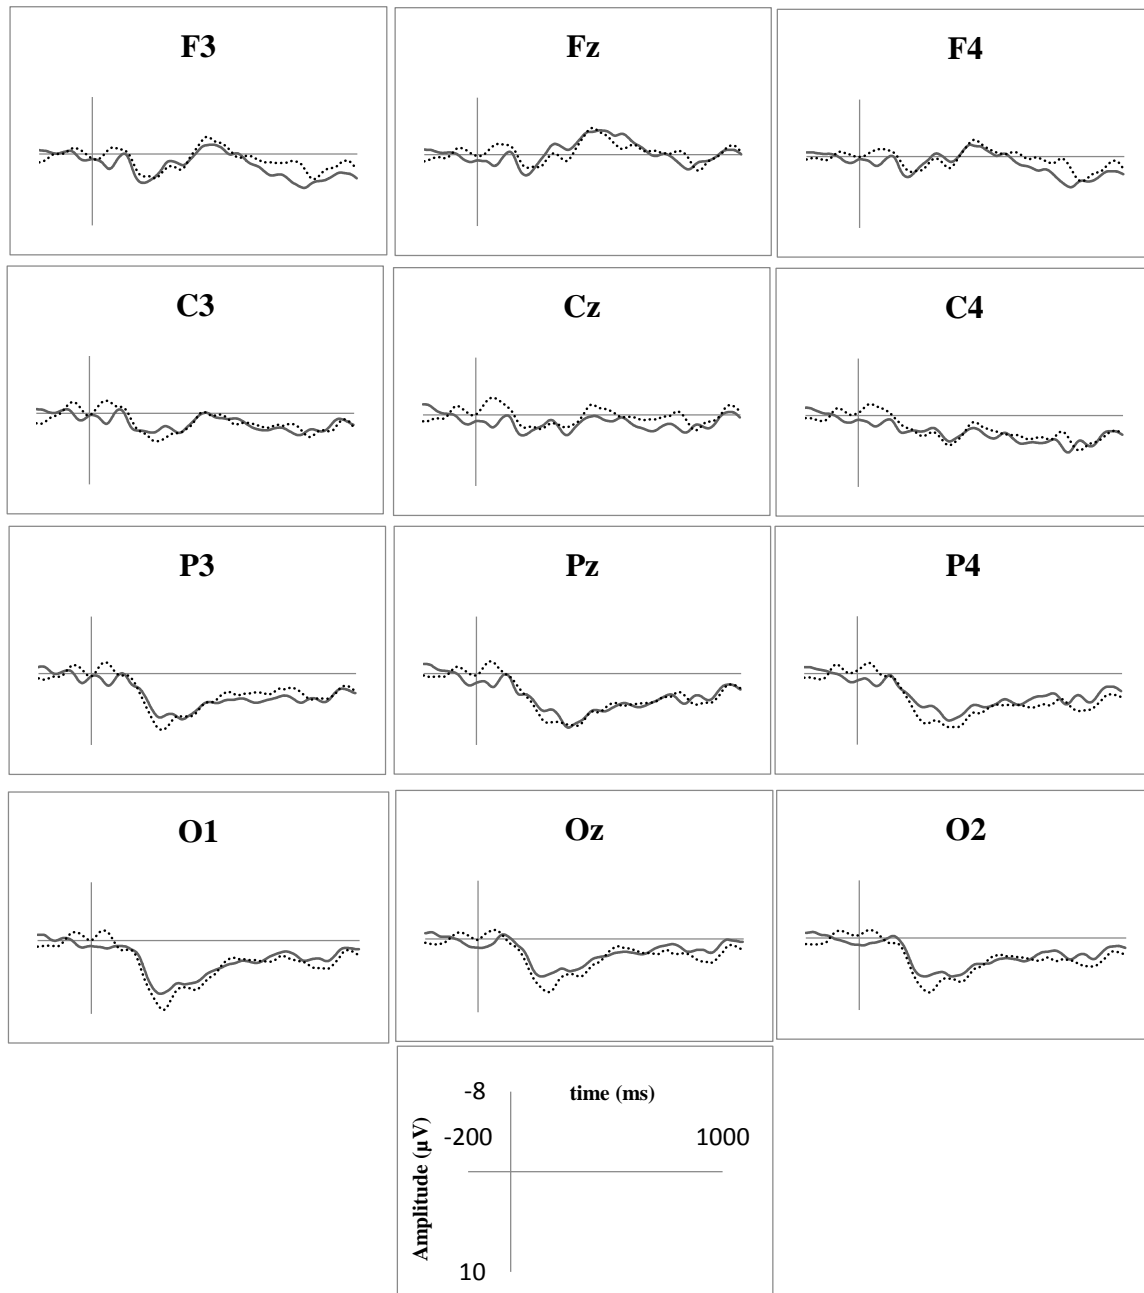 F3
Fz
F4
C3
Cz
C4
P3
Pz
P4
O1
Oz
O2
-8
time (ms)
-200
1000
Amplitude (µV)
10